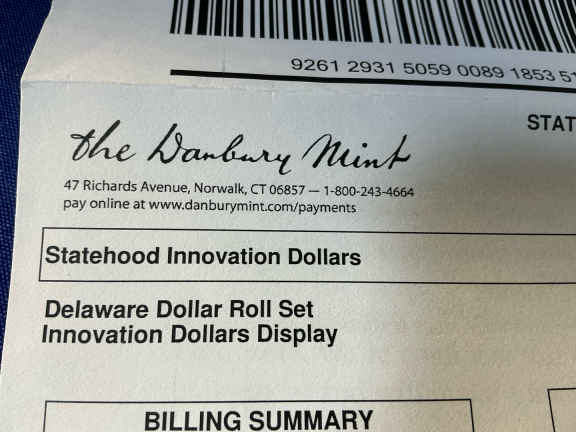 9261 2931 5059 0089 1853 51
STAT
the Danbury Mint
47 Richards Avenue, Norwalk, CT 06857 — 1-800-243-4664
pay online at www.danburymint.com/payments
Statehood Innovation Dollars
Delaware Dollar Roll Set
Innovation Dollars Display
BILLING SUMMARY